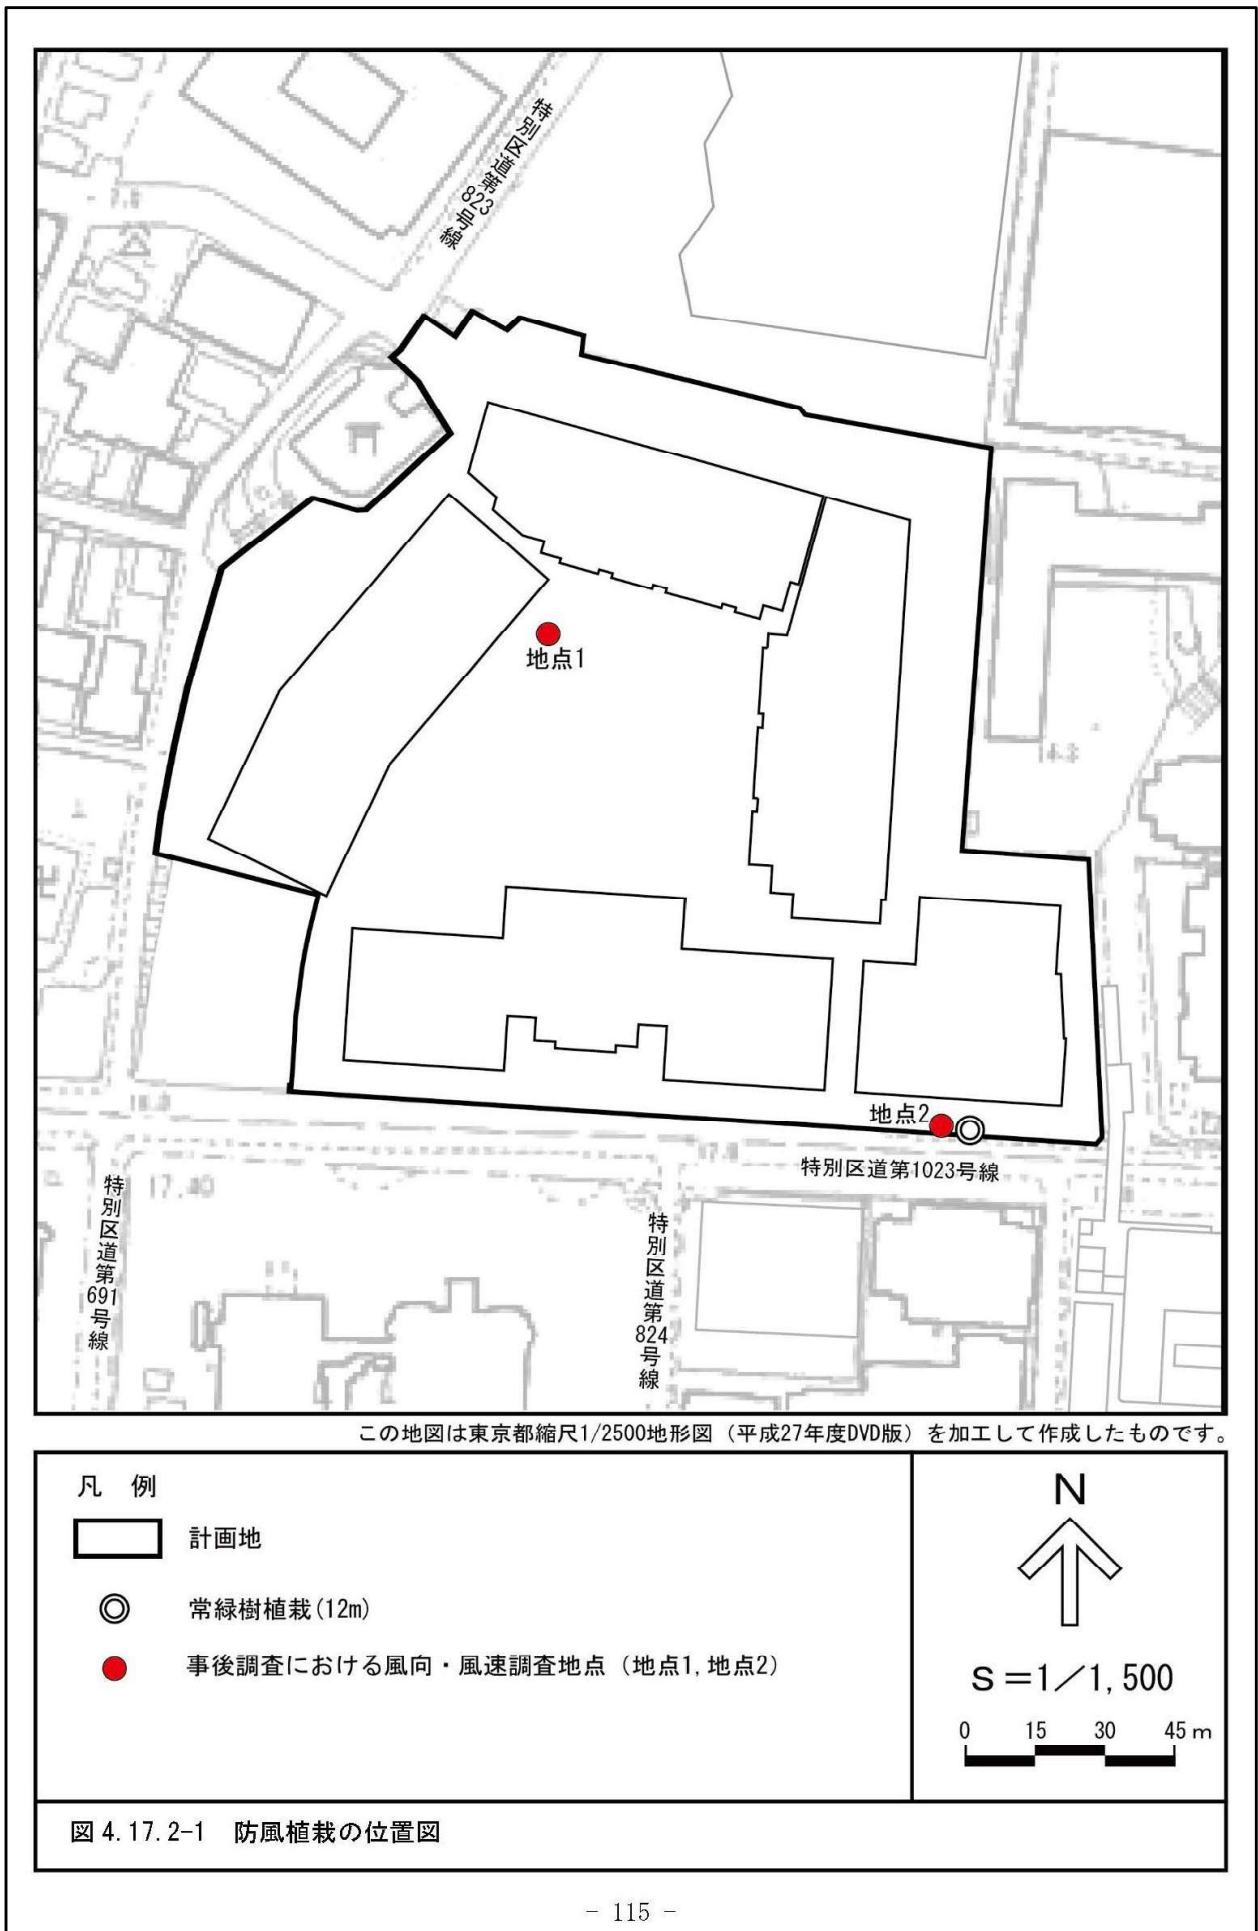 特別区道第823号線
地点1
地点2
特別区道第1023号線
17.40
特別区道第691号線
特別区道第824号線
この地図は東京都縮尺1/2500地形図（平成27年度DVD版）を加工して作成したものです。
凡 例
計画地
常緑樹植栽(12m)
事後調査における風向・風速調査地点（地点1,地点2）
N
S＝1／1,500
0 15 30 45 m
図 4.17.2-1 防風植栽の位置図
- 115 -